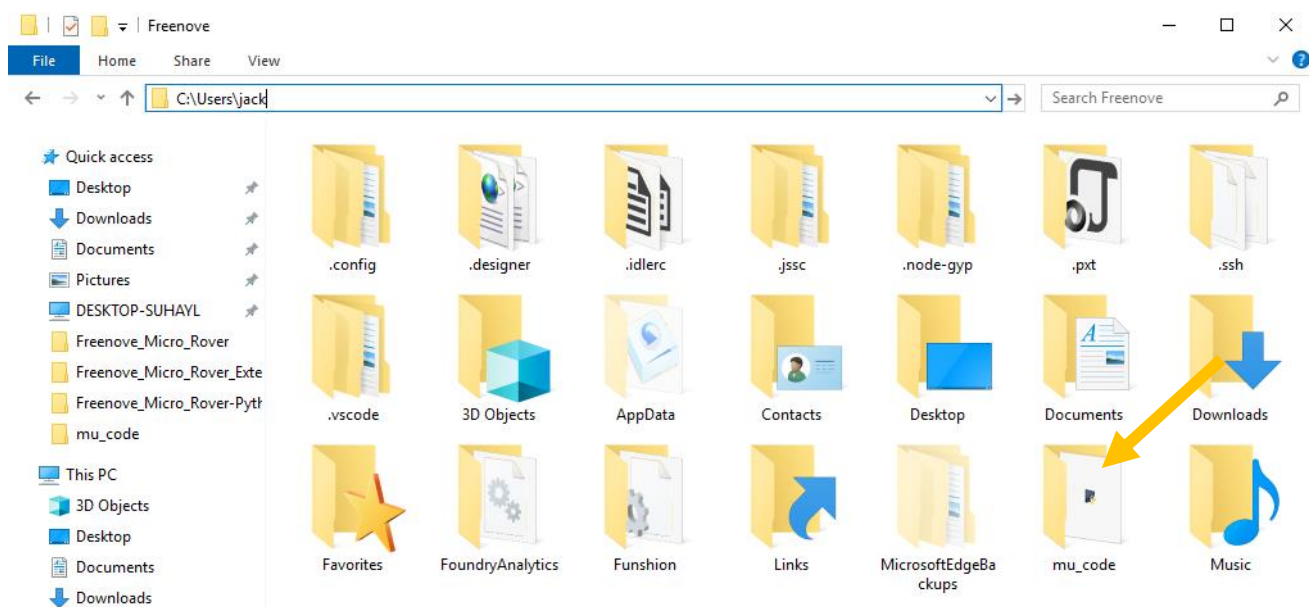 Freenove
File Home Share View
C:\Users\jack
Search Freenove
Quick access
Desktop
Downloads
Documents
Pictures
DESKTOP-SUHAYL
Freenove_Micro_Rover
Freenove_Micro_Rover_Exte
Freenove_Micro_Rover-Pyth
mu_code
This PC
3D Objects
Desktop
Documents
Downloads
.config .designer .idlerc .jssc .node-gyp .pxt .ssh
.vscode 3D Objects AppData Contacts Desktop Documents Downloads
Favorites FoundryAnalytics Funshion Links MicrosoftEdgeBa mu_code Music
ckups